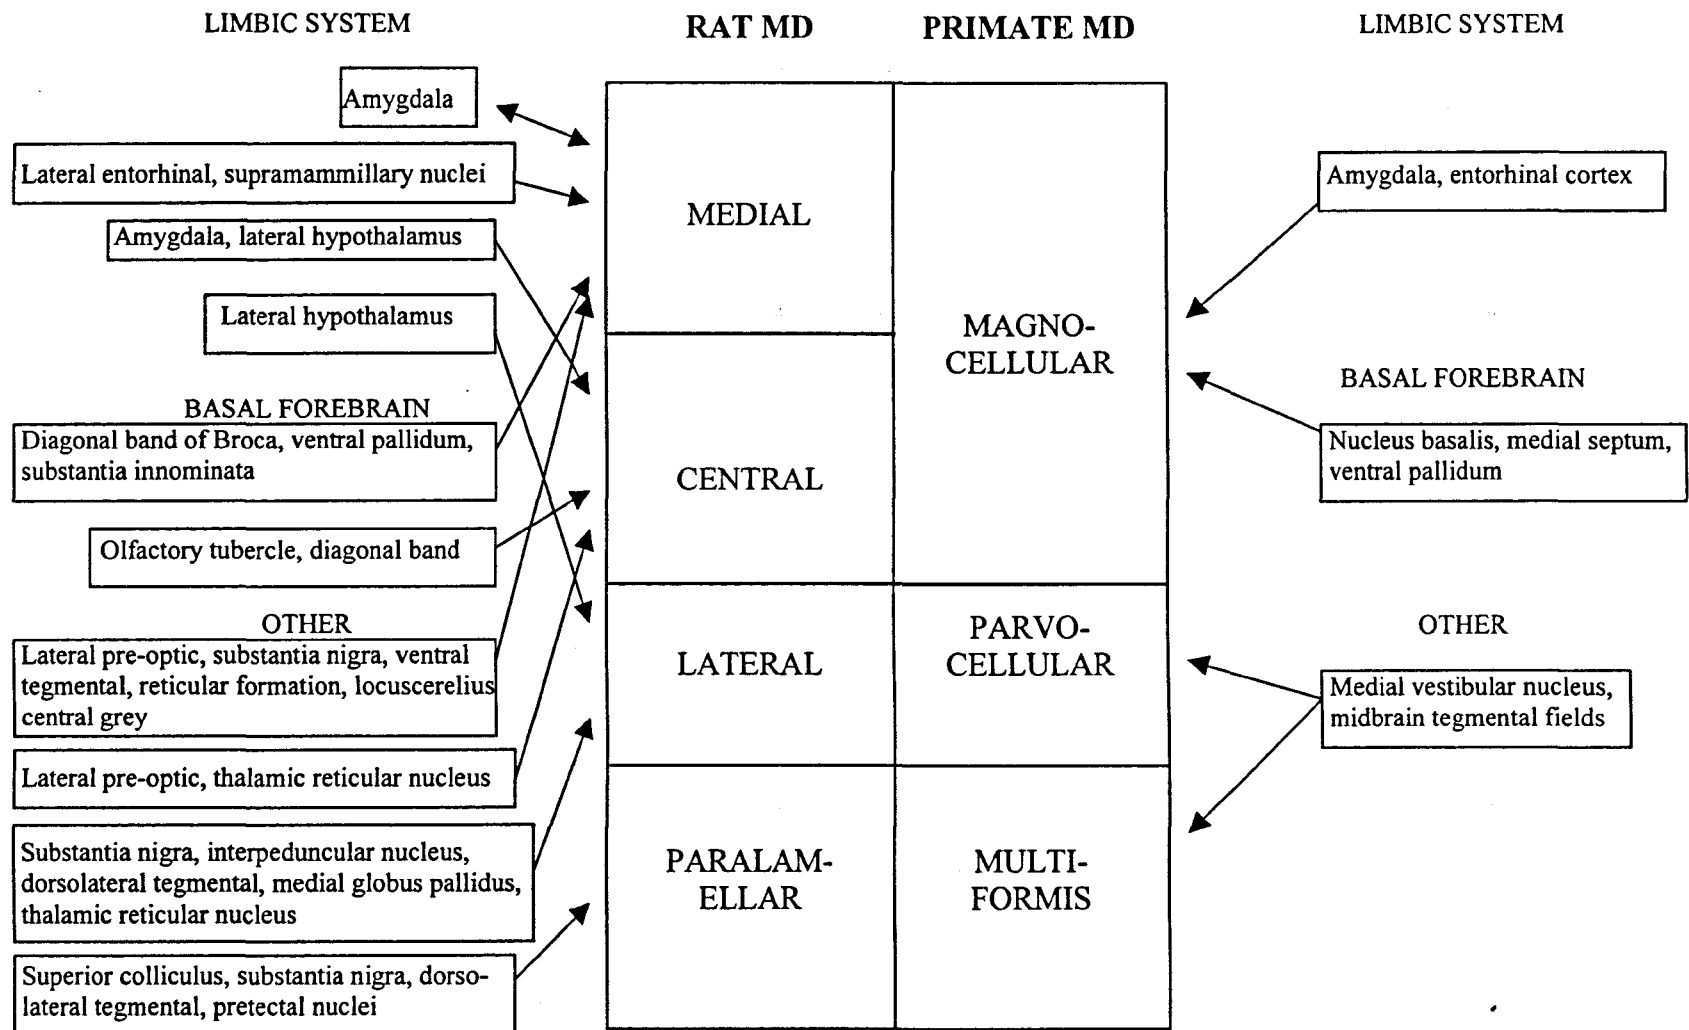 LIMBIC SYSTEM
Amygdala
Lateral entorhinal, supramammillary nuclei
Amygdala, lateral hypothalamus
Lateral hypothalamus
BASAL FOREBRAIN
Diagonal band of Broca, ventral pallidum,
substantia innominata
Olfactory tubercle, diagonal band
OTHER
Lateral pre-optic, substantia nigra, ventral
tegmental, reticular formation, locuscerelius
central grey
Lateral pre-optic, thalamic reticular nucleus
Substantia nigra, interpeduncular nucleus,
dorsolateral tegmental, medial globus pallidus,
thalamic reticular nucleus
Superior colliculus, substantia nigra, dorso-
lateral tegmental, pretectal nuclei
RAT MD
MEDIAL
CENTRAL
LATERAL
PARALAM-
ELLAR
PRIMATE MD
MAGNO-
CELLULAR
PARVO-
CELLULAR
MULTI-
FORMIS
LIMBIC SYSTEM
Amygdala, entorhinal cortex
BASAL FOREBRAIN
Nucleus basalis, medial septum,
ventral pallidum
OTHER
Medial vestibular nucleus,
midbrain tegmental fields